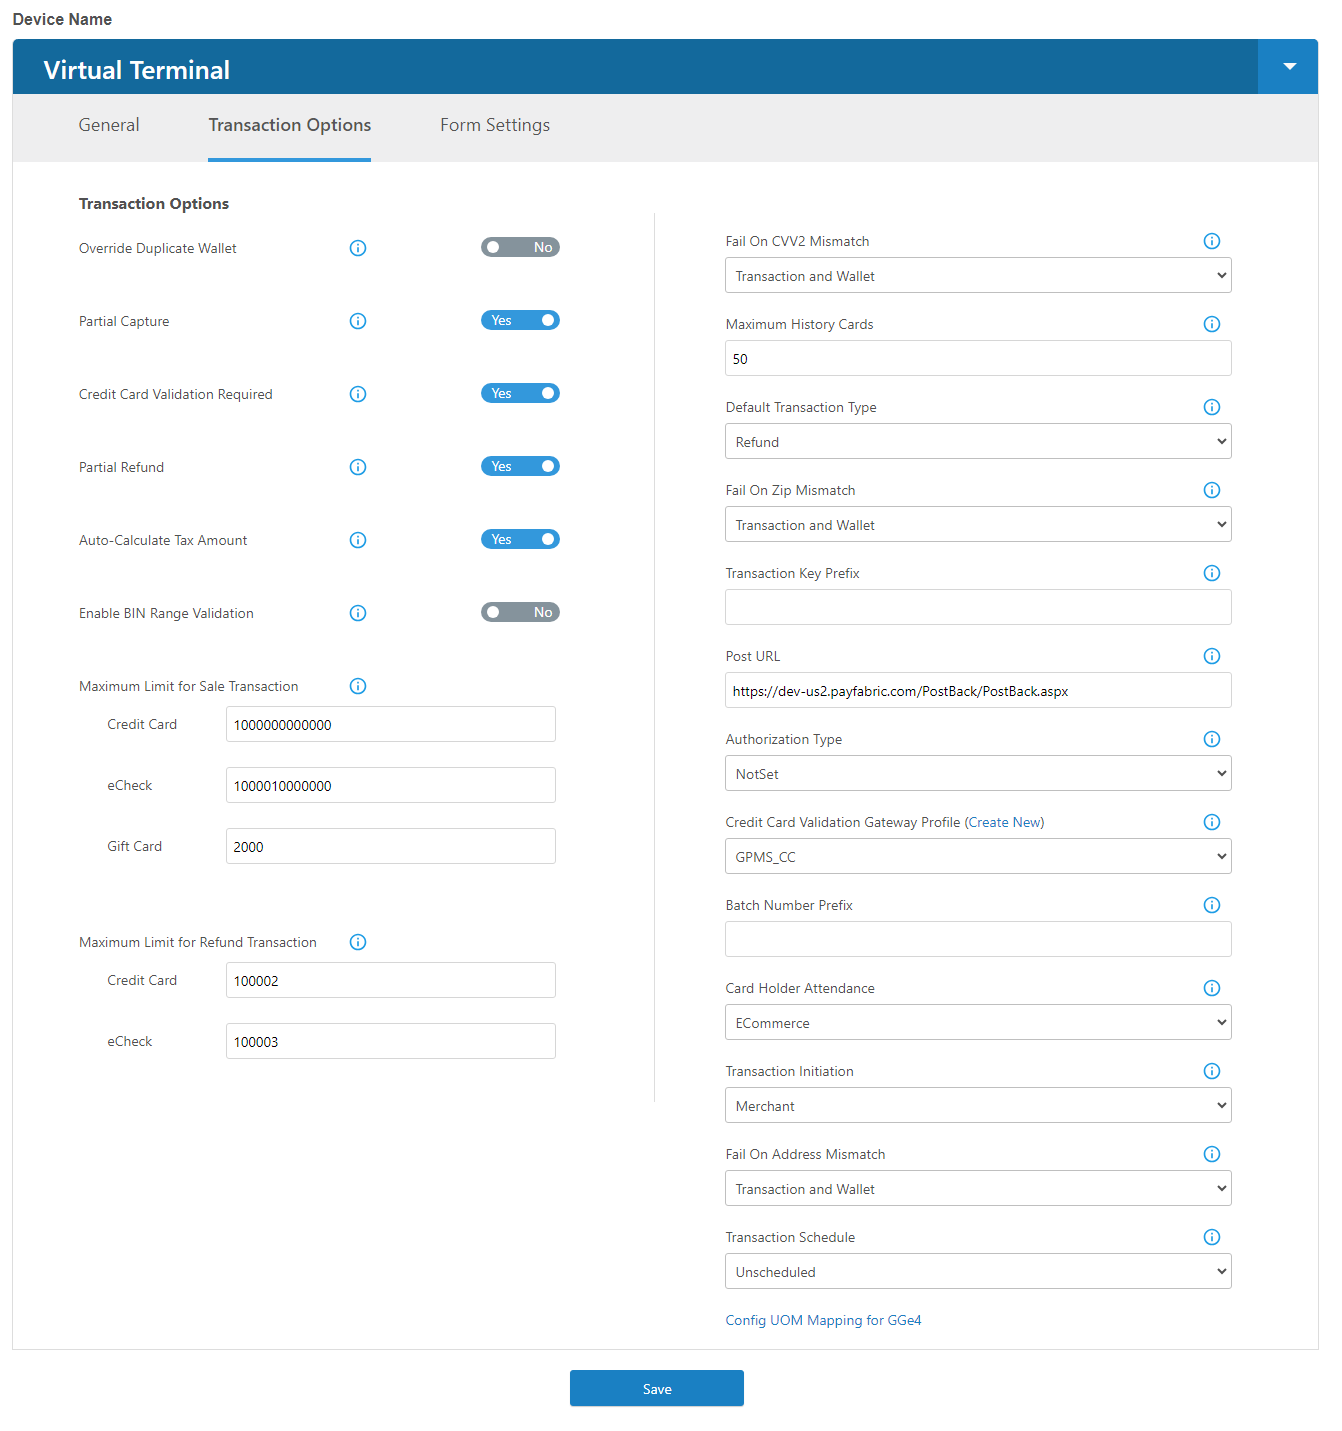 Device Name
Virtual Terminal
General
Transaction Options
Form Settings
Transaction Options
Override Duplicate Wallet
No
Partial Capture
Yes
Credit Card Validation Required
Yes
Partial Refund
Yes
Auto-Calculate Tax Amount
Yes
Enable BIN Range Validation
No
Maximum Limit for Sale Transaction
Credit Card
1000000000000
eCheck
1000010000000
Gift Card
2000
Maximum Limit for Refund Transaction
Credit Card
100002
eCheck
100003
Fail On CVV2 Mismatch
Transaction and Wallet
Maximum History Cards
50
Default Transaction Type
Refund
Fail On Zip Mismatch
Transaction and Wallet
Transaction Key Prefix
Post URL
https://dev-us2.payfabric.com/PostBack/PostBack.aspx
Authorization Type
NotSet
Credit Card Validation Gateway Profile (Create New)
GPMS_CC
Batch Number Prefix
Card Holder Attendance
ECommerce
Transaction Initiation
Merchant
Fail On Address Mismatch
Transaction and Wallet
Transaction Schedule
Unscheduled
Config UOM Mapping for GGe4
Save